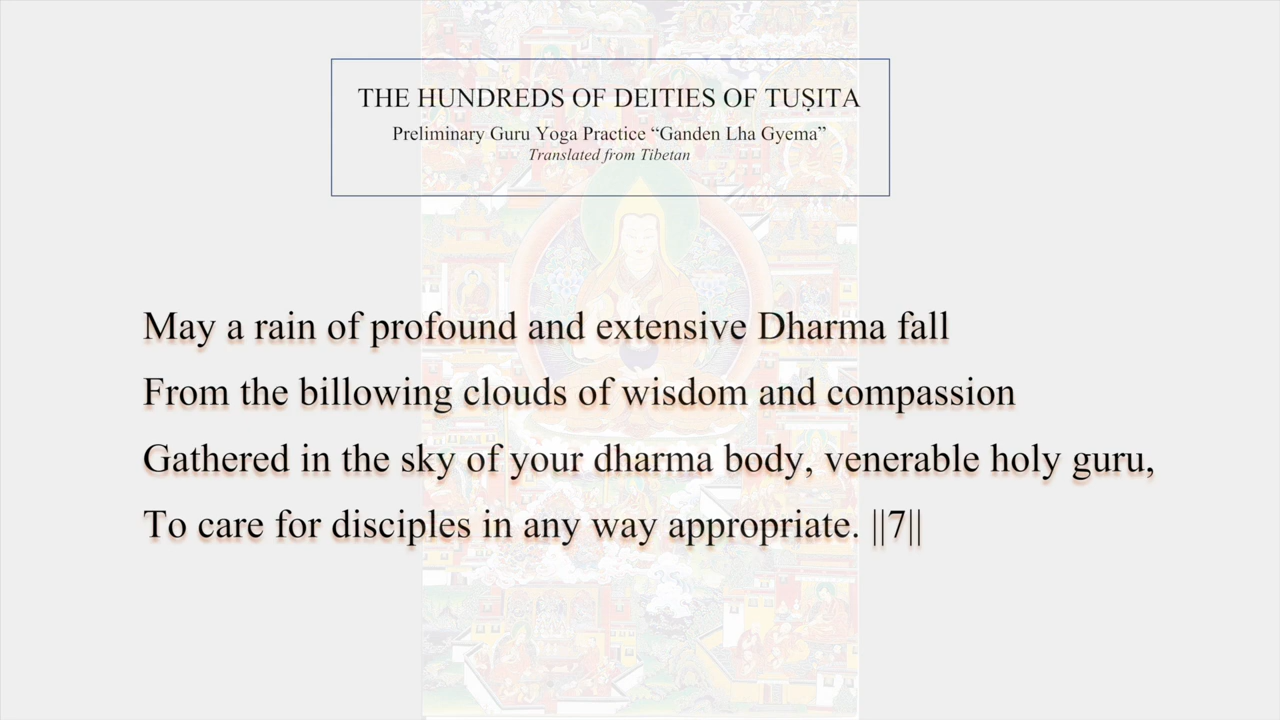 THE HUNDREDS OF DEITIES OF TUṢITA
Preliminary Guru Yoga Practice “Ganden Lha Gyema”
Translated from Tibetan
May a rain of profound and extensive Dharma fall
From the billowing clouds of wisdom and compassion
Gathered in the sky of your dharma body, venerable holy guru,
To care for disciples in any way appropriate. ||7||